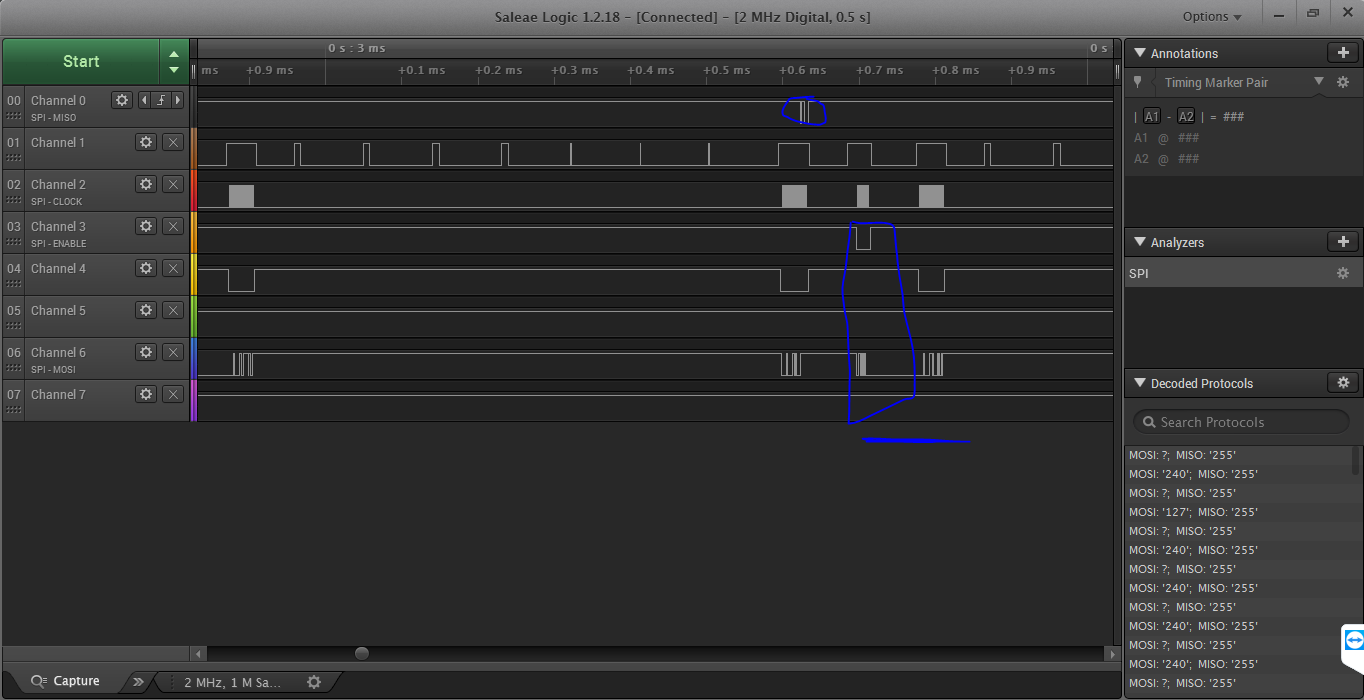 Saleae Logic 1.2.18 – [Connected] – [2 MHz Digital, 0.5 s]
Options
Start
0 s : 3 ms
0 s
ms
+0.9 ms
+0.1 ms
+0.2 ms
+0.3 ms
+0.4 ms
+0.5 ms
+0.6 ms
+0.7 ms
+0.8 ms
+0.9 ms
00 Channel 0
SPI - MISO
01 Channel 1
02 Channel 2
SPI - CLOCK
03 Channel 3
SPI - ENABLE
04 Channel 4
05 Channel 5
06 Channel 6
SPI - MOSI
07 Channel 7
Annotations
Timing Marker Pair
| A1 - A2 | = ###
A1 @ ###
A2 @ ###
Analyzers
SPI
Decoded Protocols
Search Protocols
MOSI: ?; MISO: '255'
MOSI: '240'; MISO: '255'
MOSI: ?; MISO: '255'
MOSI: '127'; MISO: '255'
MOSI: ?; MISO: '255'
MOSI: '240'; MISO: '255'
MOSI: ?; MISO: '255'
MOSI: '240'; MISO: '255'
MOSI: ?; MISO: '255'
MOSI: '240'; MISO: '255'
MOSI: ?; MISO: '255'
MOSI: '240'; MISO: '255'
MOSI: ?; MISO: '255'
Capture
2 MHz, 1 M Sa...